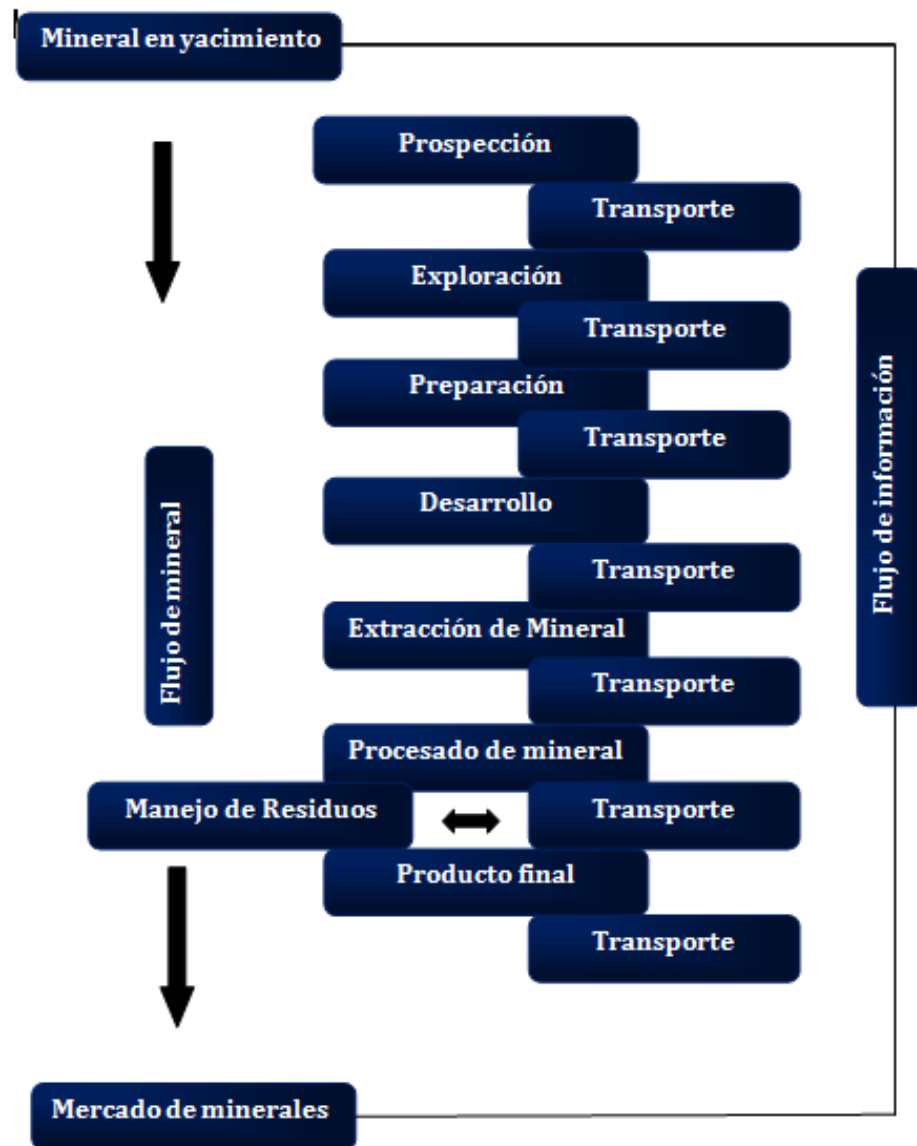 Mineral en yacimiento
Prospección
Transporte
Exploración
Transporte
Preparación
Transporte
Desarrollo
Transporte
Extracción de Mineral
Transporte
Procesado de mineral
Manejo de Residuos
Transporte
Producto final
Transporte
Mercado de minerales
Flujo de mineral
Flujo de información